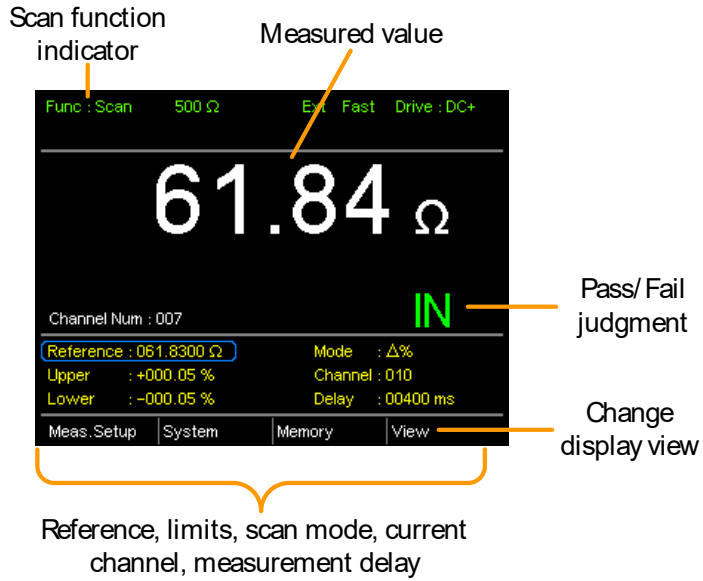 Scan function
indicator
Measured value
Func : Scan 500 Ω Ext Fast Drive : DC+
61.84 Ω
IN
Channel Num : 007
Pass/Fail
judgment
Reference : 061.8300 Ω Mode : Δ%
Upper : +000.05 % Channel : 010
Lower : -000.05 % Delay : 00400 ms
Meas.Setup System Memory View
Change
display view
Reference, limits, scan mode, current
channel, measurement delay